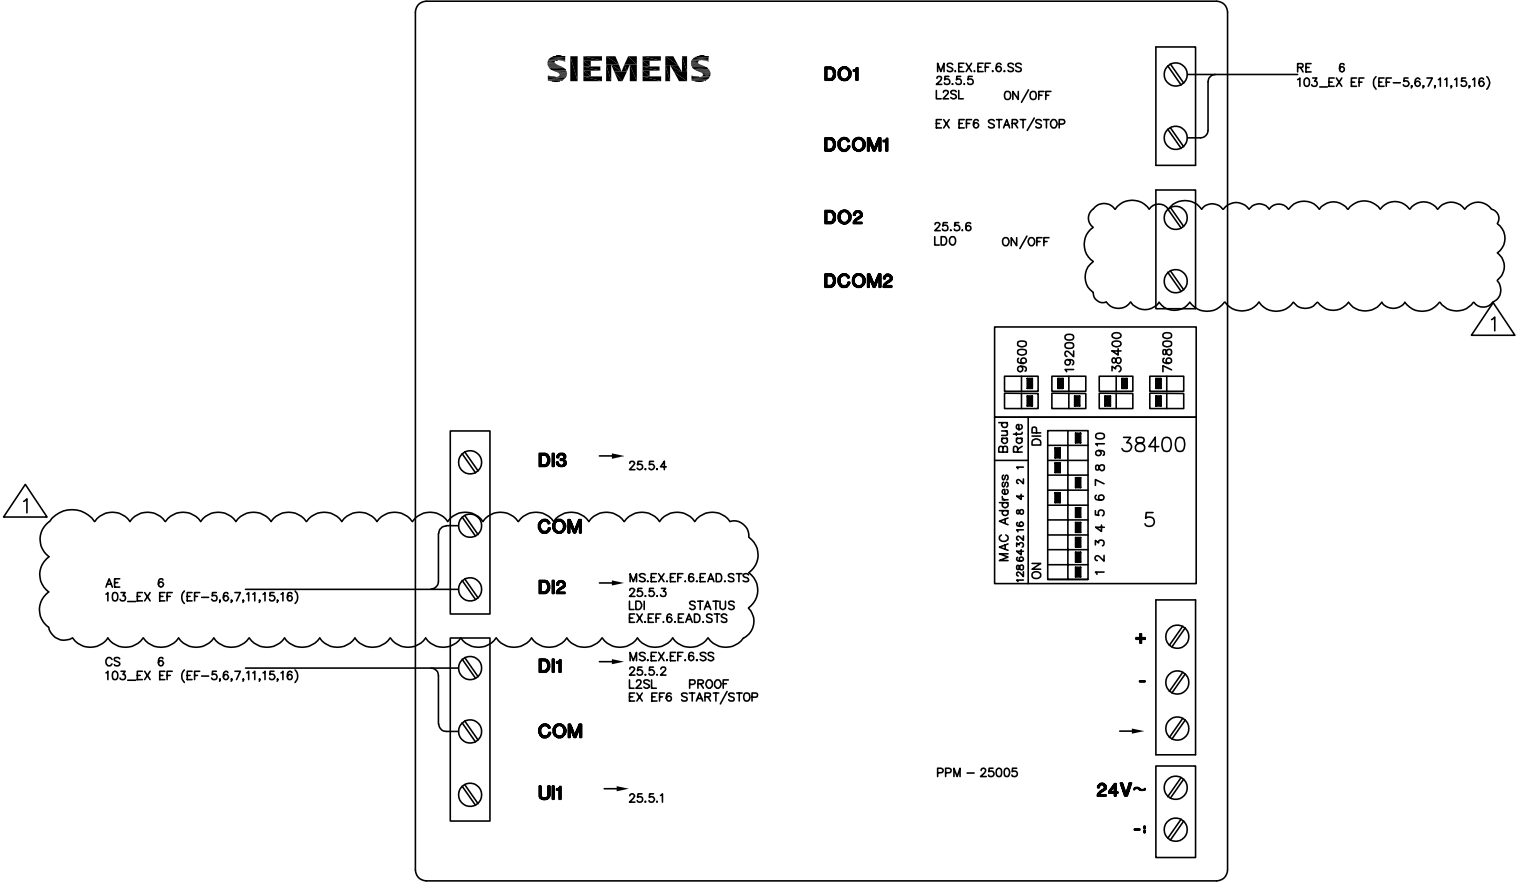 SIEMENS
DO1
MS.EX.EF.6.SS
25.5.5
L2SL ON/OFF
EX EF6 START/STOP
RE 6
103_EX EF (EF-5,6,7,11,15,16)
DCOM1
DO2
25.5.6
LDO ON/OFF
DCOM2
1
9600
19200
38400
76800
Baud Rate
DIP
38400
MAC Address
128 64 32 16 8 4 2 1
ON
1 2 3 4 5 6 7 8 9 10
5
DI3
25.5.4
1
COM
AE 6
103_EX EF (EF-5,6,7,11,15,16)
DI2
MS.EX.EF.6.EAD.STS
25.5.3
LDI STATUS
EX.EF.6.EAD.STS
CS 6
103_EX EF (EF-5,6,7,11,15,16)
DI1
MS.EX.EF.6.SS
25.5.2
L2SL PROOF
EX EF6 START/STOP
COM
UI1
25.5.1
+
-
PPM - 25005
24V~